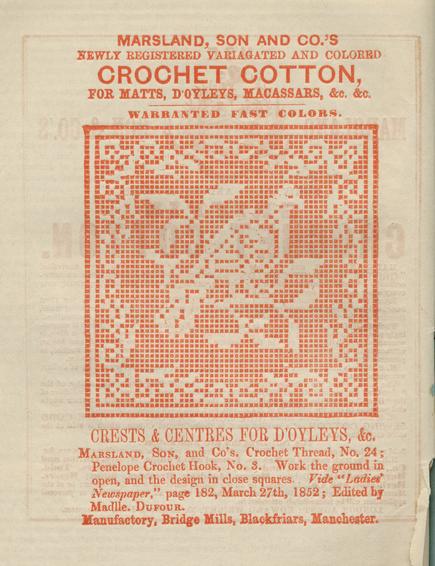 MARSLAND, SON AND CO.'S
NEWLY REGISTERED VARIAGATED AND COLORED
CROCHET COTTON,
FOR MATTS, D'OYLEYS, MACASSARS, &c. &c.
WARRANTED FAST COLORS.
CRESTS & CENTRES FOR D'OYLEYS, &c.
MARSLAND, SON, and Co's. Crochet Thread, No. 24;
Penelope Crochet Hook, No. 3. Work the ground in
open, and the design in close squares. Vide "Ladies'
Newspaper," page 182, March 27th, 1852; Edited by
Madlle. DUFOUR.
Manufactory, Bridge Mills, Blackfriars, Manchester.